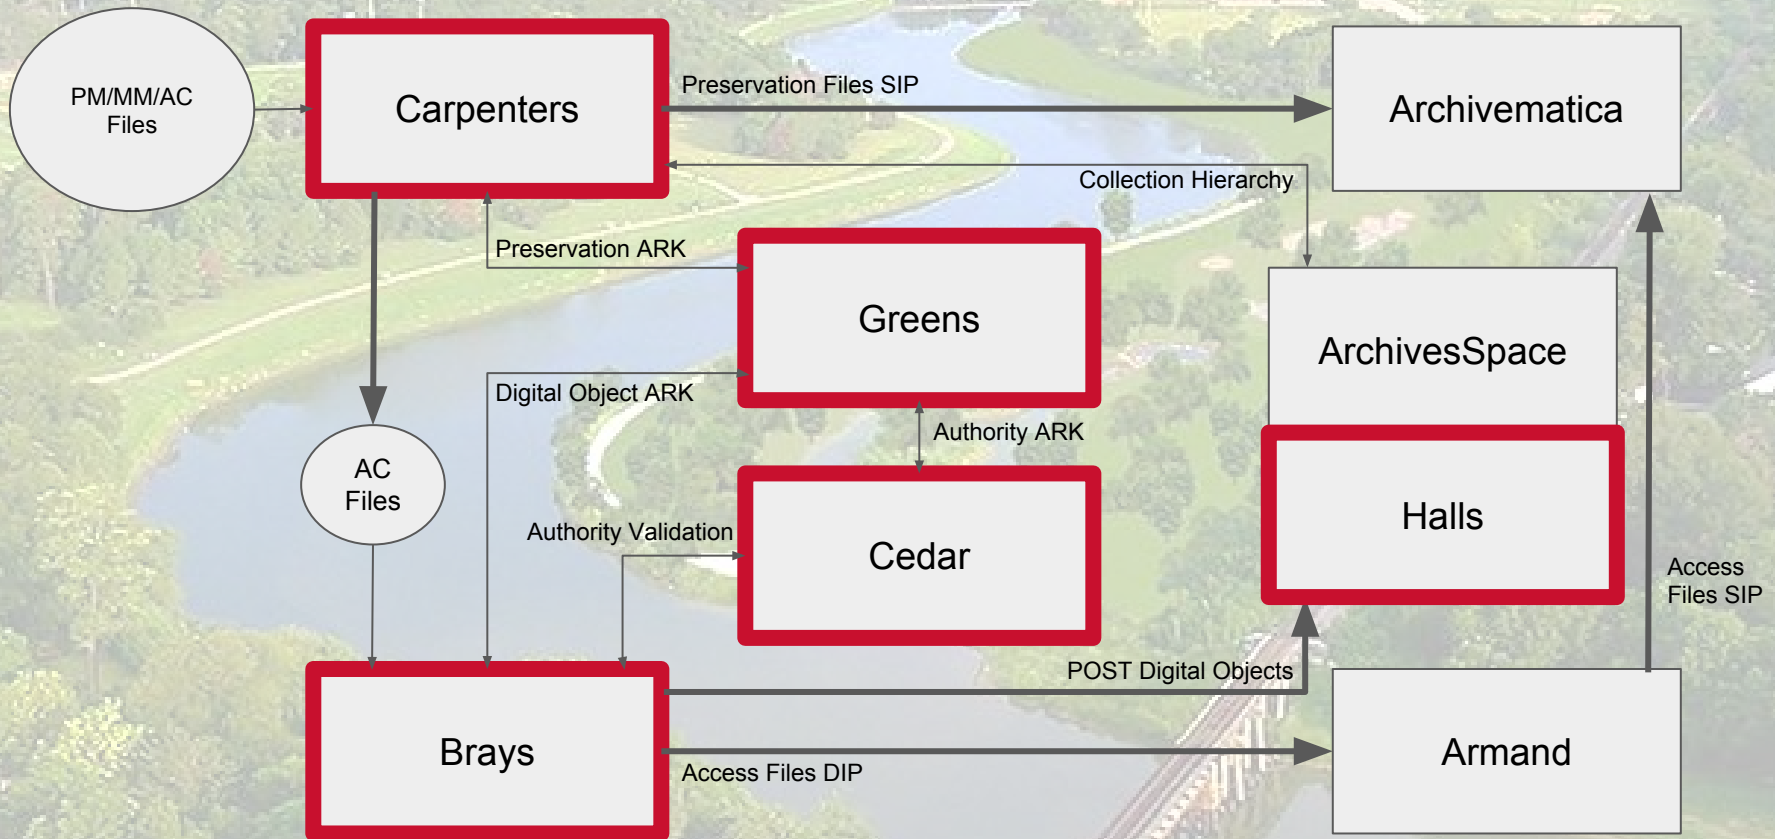 PM/MM/AC
Files
Carpenters
Preservation Files SIP
Archivematica
Collection Hierarchy
Preservation ARK
Greens
ArchivesSpace
Digital Object ARK
Authority ARK
AC
Files
Halls
Authority Validation
Cedar
Access
Files SIP
POST Digital Objects
Brays
Access Files DIP
Armand